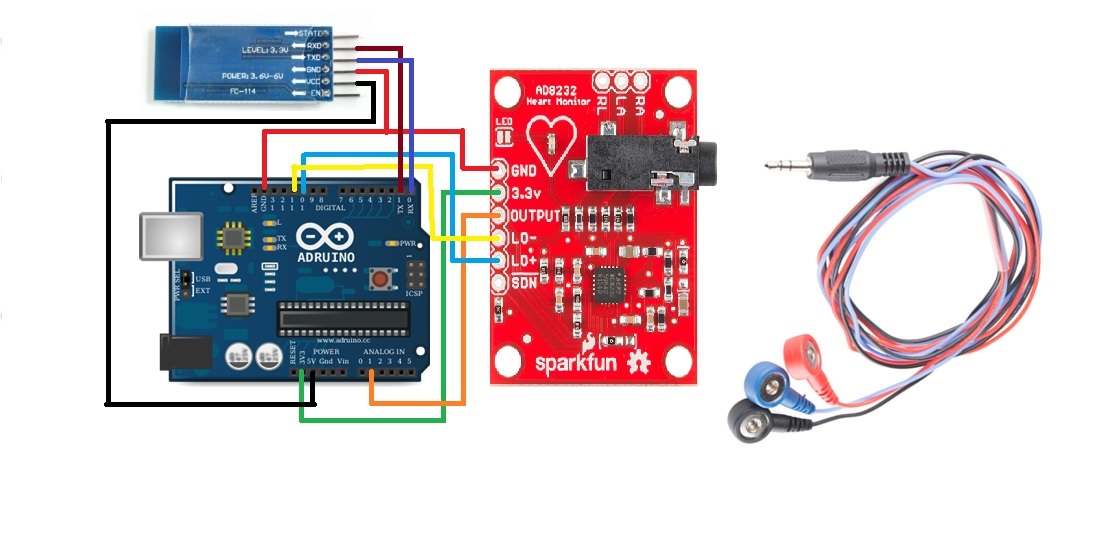 STATE
RXD
LEVEL:3.3V
TXD
GND
POWER:3.6V-6V
VCC
FC-114
EN
RL LA RA
AD8232
Heart Monitor
LED
GND
3.3v
OUTPUT
LO-
LO+
SDN
sparkfun
AREF
GND
13
12
11
10
9
8
7
6
5
4
3
2
1
0
DIGITAL
TX
RX
L
TX
RX
PWR
ADRUINO
1
ICSP
PWR SEL
USB
EXT
www.adruino.cc
RESET
3V3
POWER
5V Gnd Vin
ANALOG IN
0 1 2 3 4 5